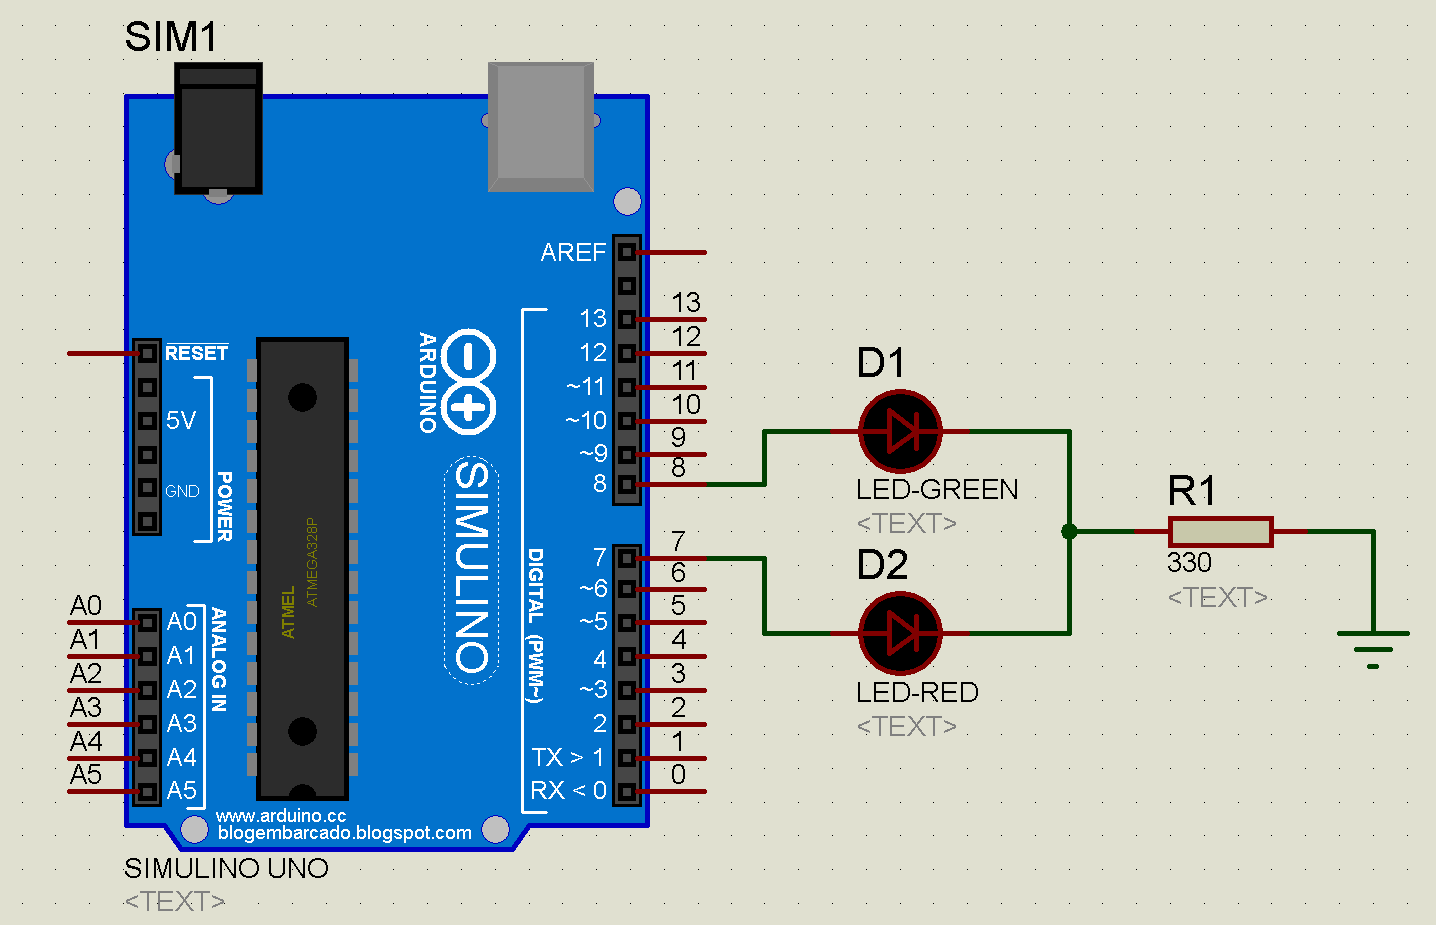 SIM1
AREF
13 13
12 12
~11 11
~10 10
~9 9
8 8
7 7
~6 6
~5 5
4 4
~3 3
2 2
TX > 1 1
RX < 0 0
DIGITAL (PWM~)
RESET
5V
GND
POWER
A0 A0
A1 A1
A2 A2
A3 A3
A4 A4
A5 A5
ANALOG IN
ATMEL
ATMEGA328P
ARDUINO
SIMULINO
www.arduino.cc
blogembarcado.blogspot.com
SIMULINO UNO
<TEXT>
D1
LED-GREEN
<TEXT>
D2
LED-RED
<TEXT>
R1
330
<TEXT>